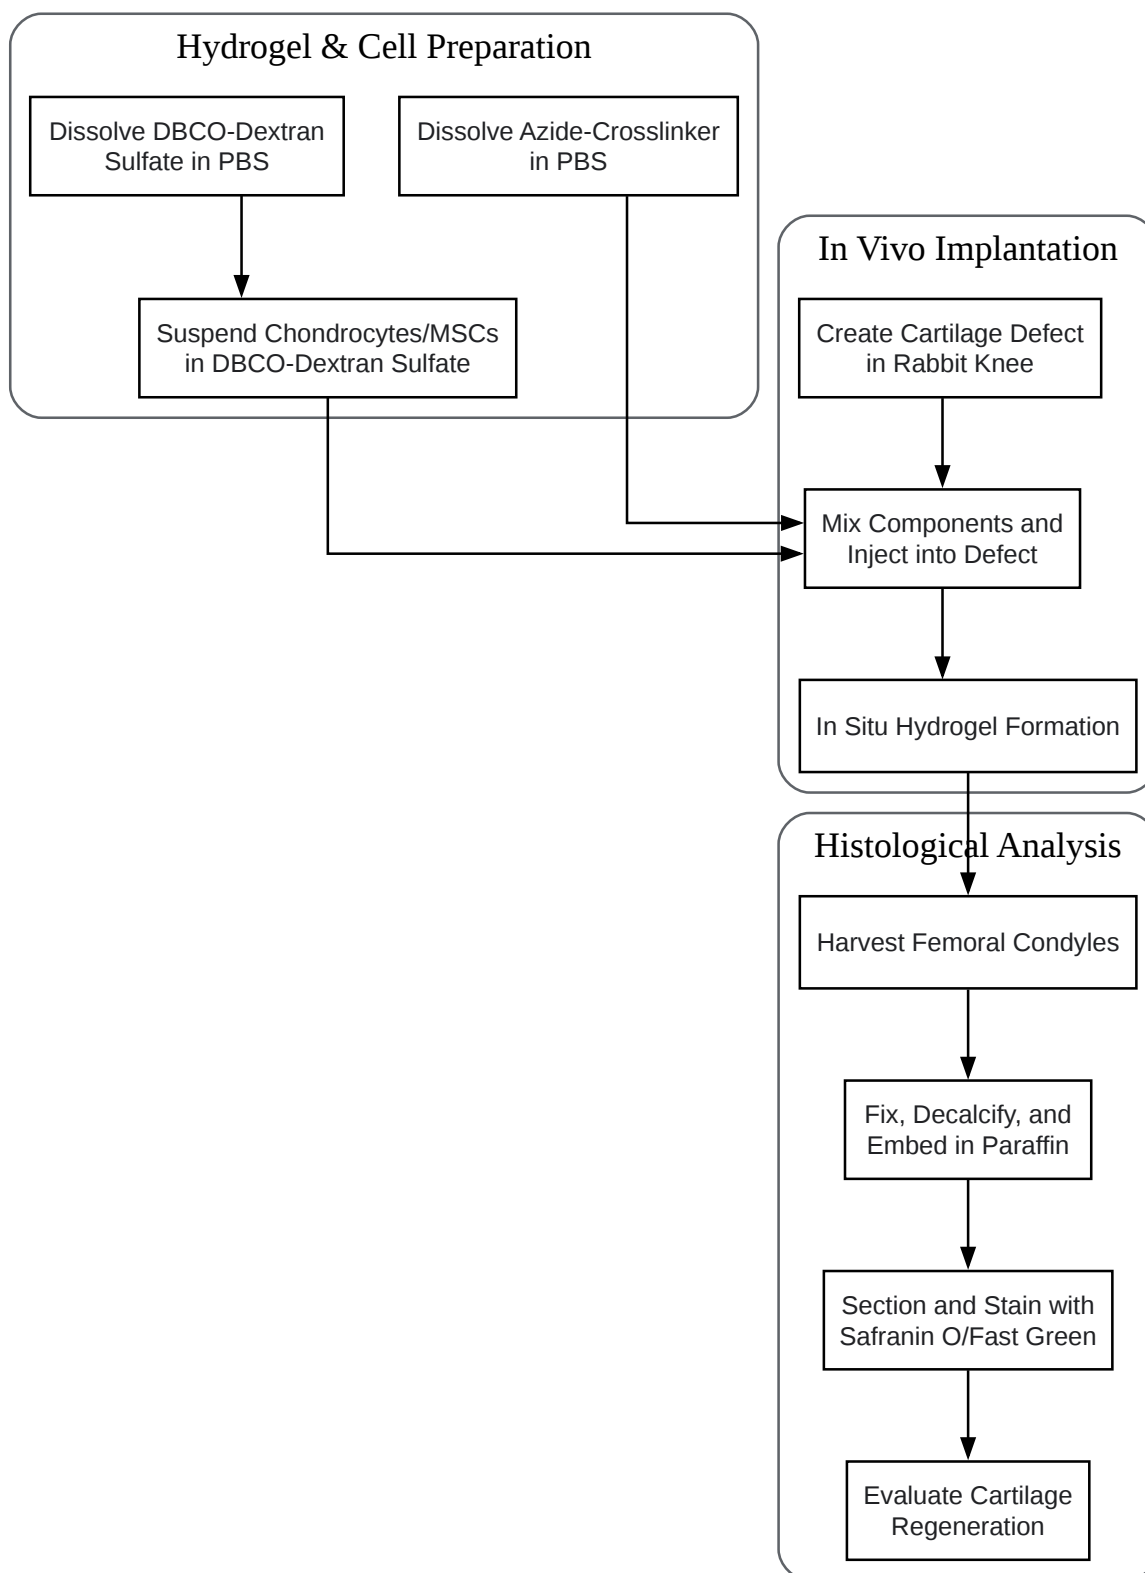 Hydrogel & Cell Preparation
Dissolve DBCO-Dextran
Sulfate in PBS
Dissolve Azide-Crosslinker
in PBS
Suspend Chondrocytes/MSCs
in DBCO-Dextran Sulfate
In Vivo Implantation
Create Cartilage Defect
in Rabbit Knee
Mix Components and
Inject into Defect
In Situ Hydrogel Formation
Histological Analysis
Harvest Femoral Condyles
Fix, Decalcify, and
Embed in Paraffin
Section and Stain with
Safranin O/Fast Green
Evaluate Cartilage
Regeneration